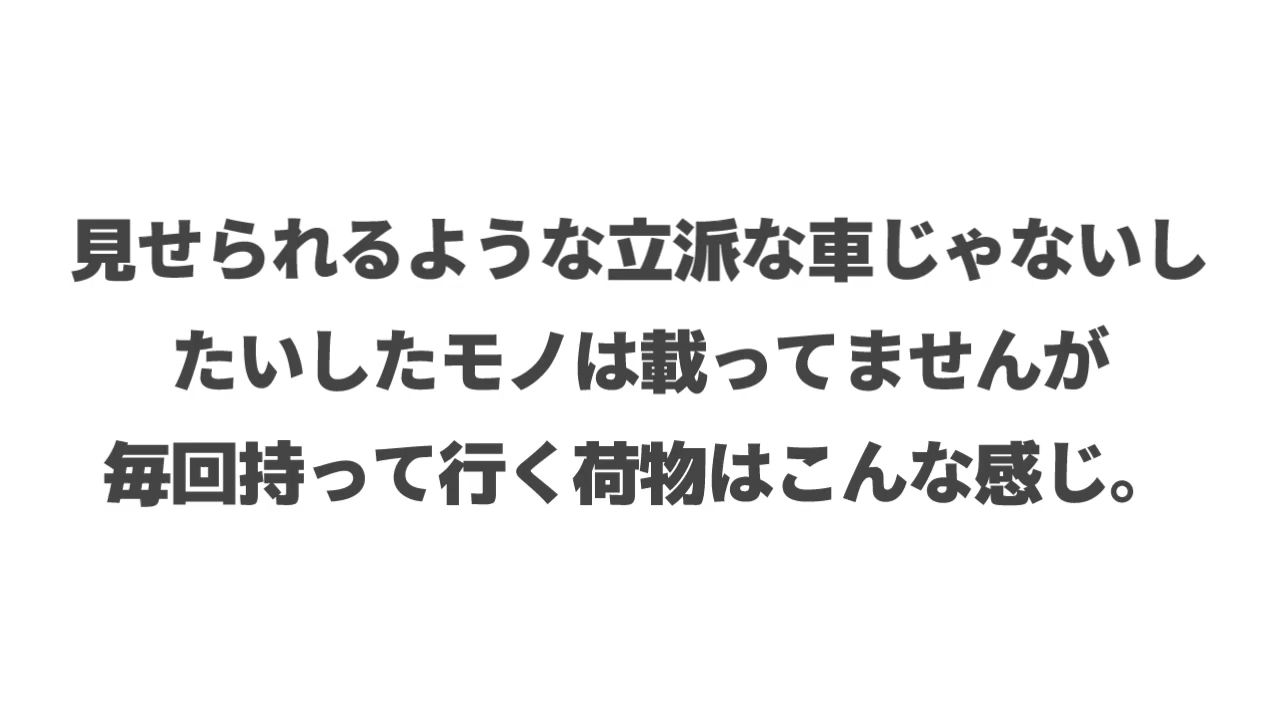 見せられるような立派な車じゃないし
たいしたモノは載ってませんが
毎回持って行く荷物はこんな感じ。